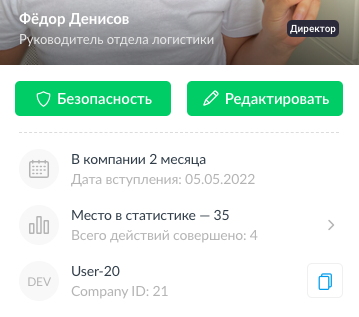 Фёдор Денисов
Руководитель отдела логистики
Директор
Безопасность
Редактировать
В компании 2 месяца
Дата вступления: 05.05.2022
Место в статистике — 35
Всего действий совершено: 4
DEV
User-20
Company ID: 21